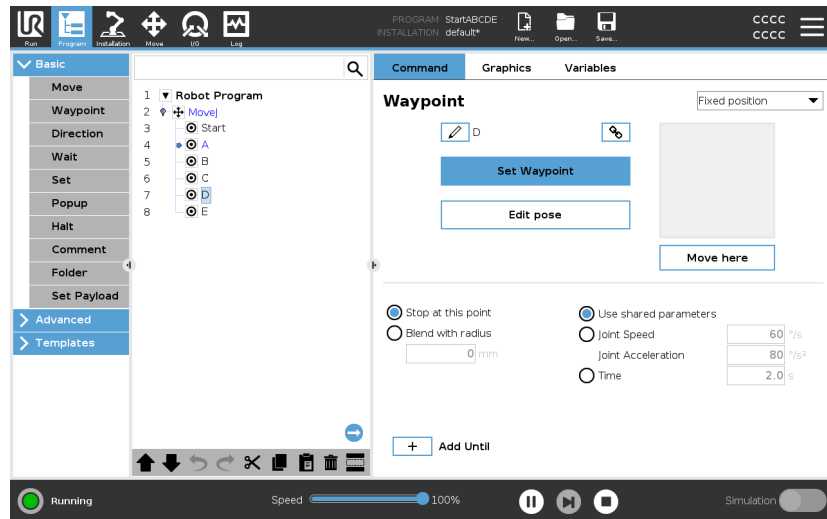 PROGRAM StartABCDE
INSTALLATION default*
UR
Run
Program
Installation
Move
I/O
Log
New...
Open...
Save...
cccc
cccc
Basic
Move
Waypoint
Direction
Wait
Set
Popup
Halt
Comment
Folder
Set Payload
Advanced
Templates
1 Robot Program
2 MoveJ
3 Start
4 A
5 B
6 C
7 D
8 E
Command Graphics Variables
Waypoint
Fixed position
D
Set Waypoint
Edit pose
Move here
Stop at this point
Blend with radius
0 mm
Use shared parameters
Joint Speed 60 °/s
Joint Acceleration 80 °/s²
Time 2.0 s
+ Add Until
Running
Speed 100%
Simulation